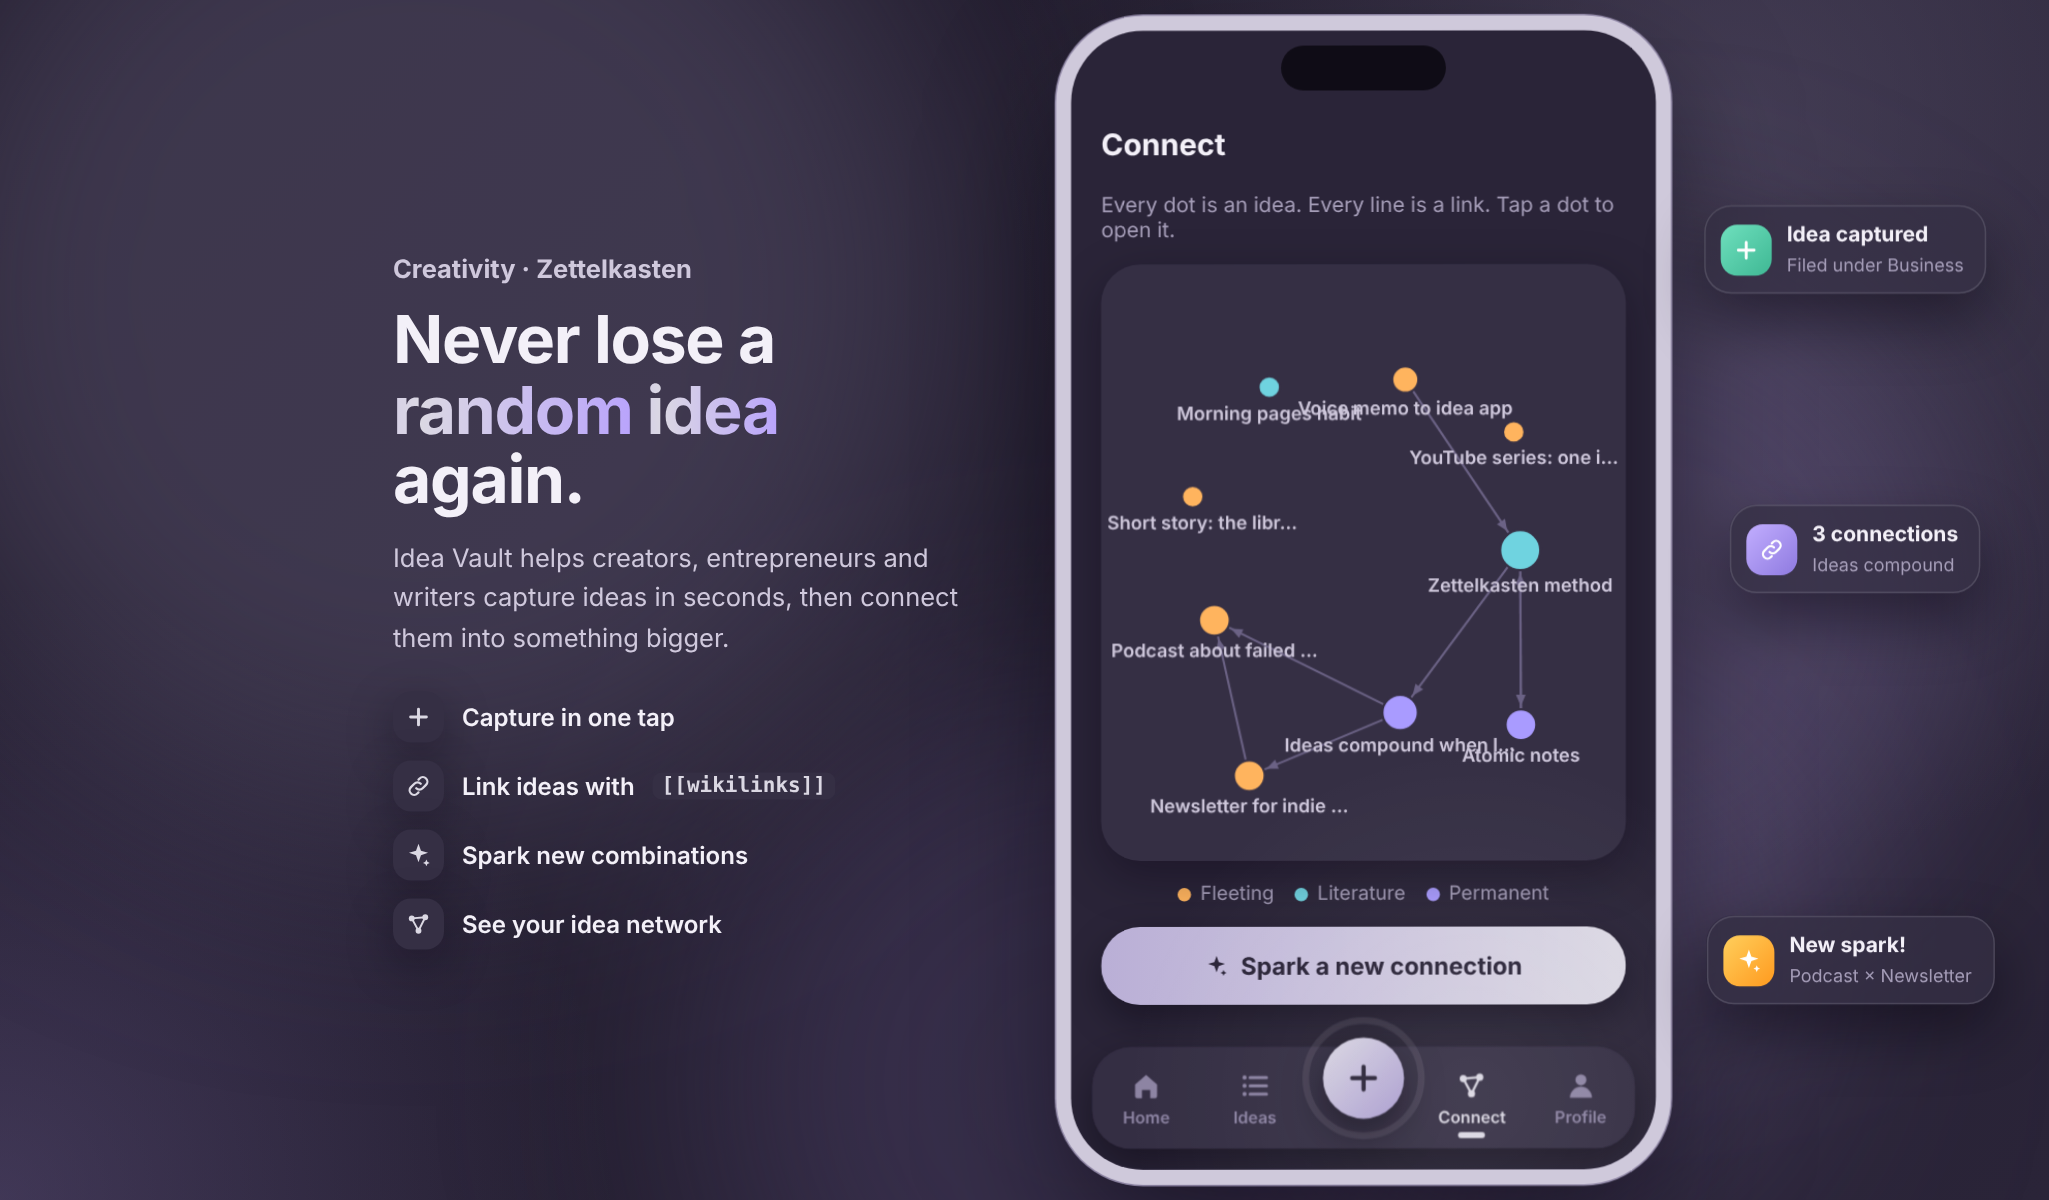 Creativity · Zettelkasten
Never lose a
random idea
again.
Idea Vault helps creators, entrepreneurs and
writers capture ideas in seconds, then connect
them into something bigger.
Capture in one tap
Link ideas with [[wikilinks]]
Spark new combinations
See your idea network
Connect
Every dot is an idea. Every line is a link. Tap a dot to
open it.
Morning pages habit
Voice memo to idea app
YouTube series: one i...
Short story: the libr...
Zettelkasten method
Podcast about failed ...
Ideas compound when l...
Atomic notes
Newsletter for indie ...
Fleeting
Literature
Permanent
Spark a new connection
Home
Ideas
Connect
Profile
Idea captured
Filed under Business
3 connections
Ideas compound
New spark!
Podcast × Newsletter